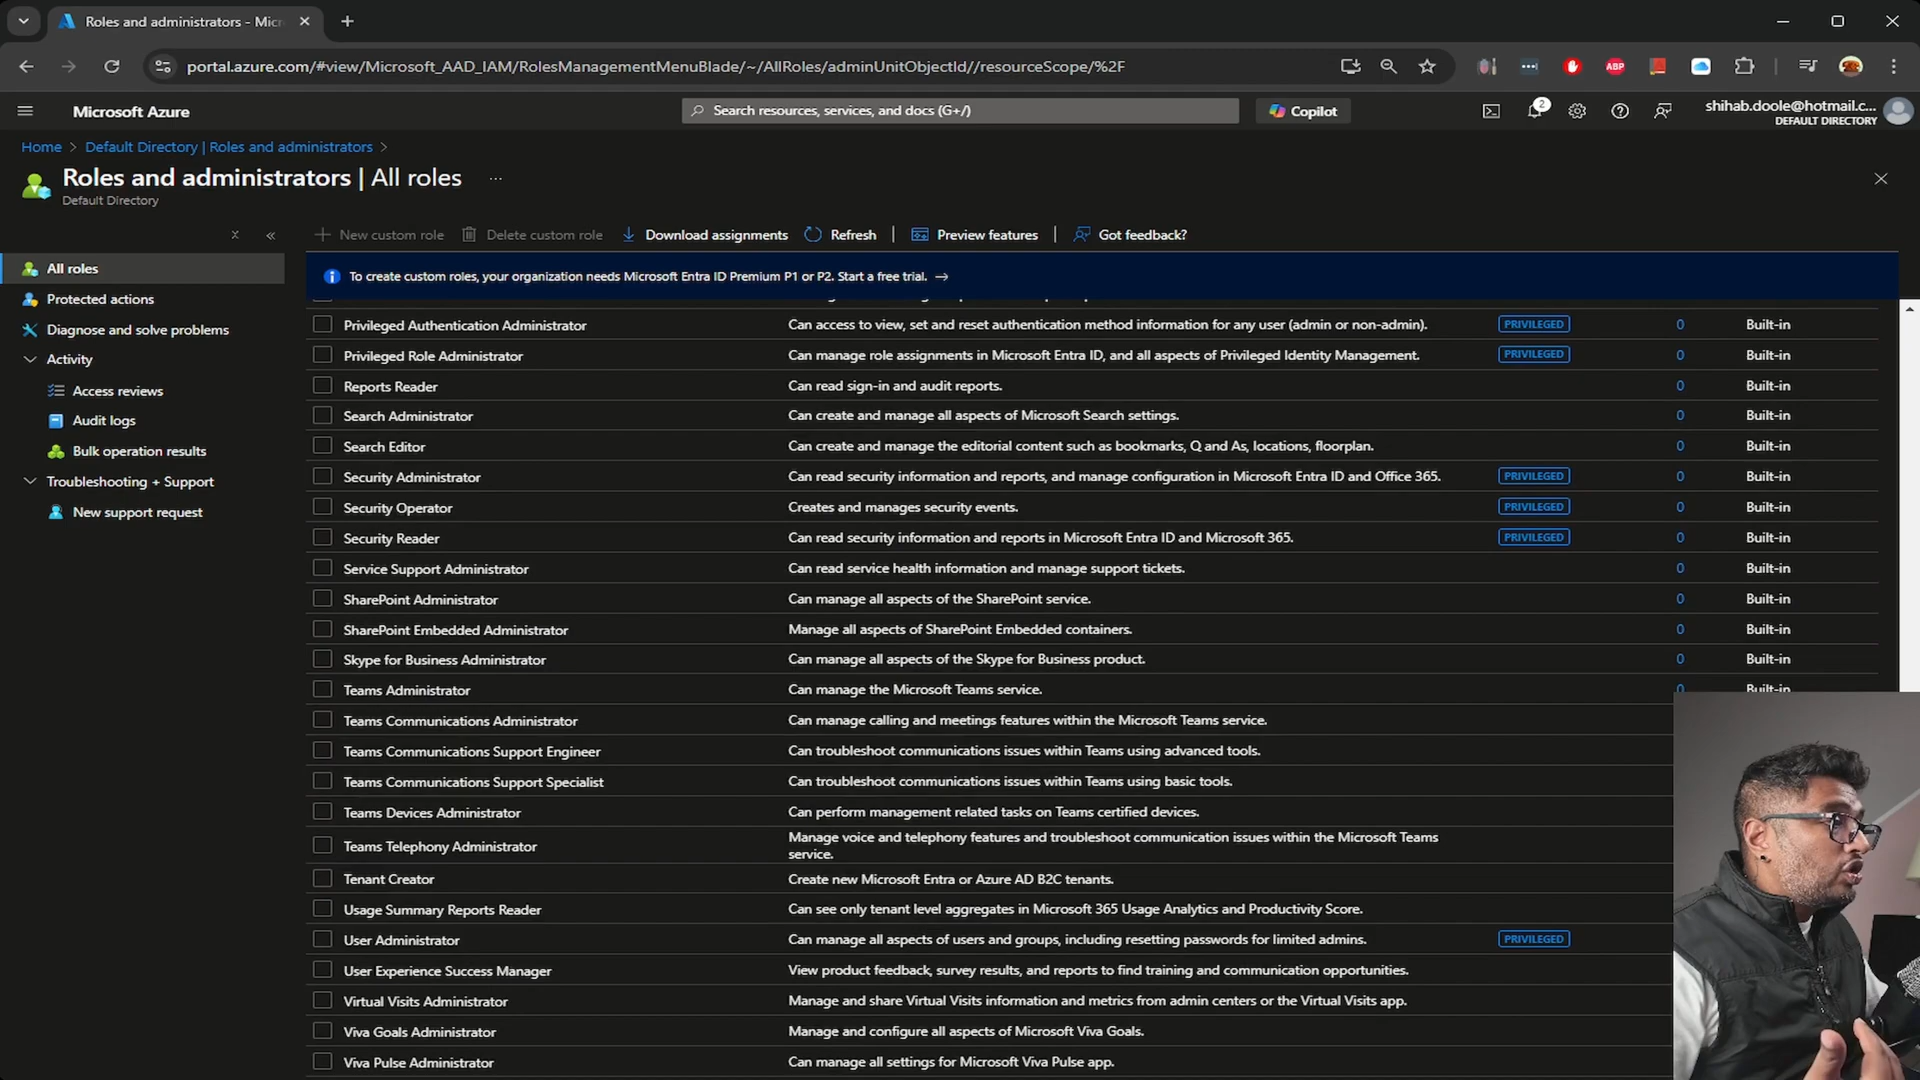 Roles and administrators - Micr
portal.azure.com/#view/Microsoft_AAD_IAM/RolesManagementMenuBlade/~/AllRoles/adminUnitObjectId//resourceScope/%2F
ABP
Microsoft Azure
Search resources, services, and docs (G+/)
Copilot
2
shihab.doole@hotmail.c...
DEFAULT DIRECTORY
Home > Default Directory | Roles and administrators >
Roles and administrators | All roles ...
Default Directory
New custom role Delete custom role Download assignments Refresh Preview features Got feedback?
To create custom roles, your organization needs Microsoft Entra ID Premium P1 or P2. Start a free trial. →
All roles
Protected actions
Diagnose and solve problems
Activity
Access reviews
Audit logs
Bulk operation results
Troubleshooting + Support
New support request
Privileged Authentication Administrator Can access to view, set and reset authentication method information for any user (admin or non-admin). PRIVILEGED 0 Built-in
Privileged Role Administrator Can manage role assignments in Microsoft Entra ID, and all aspects of Privileged Identity Management. PRIVILEGED 0 Built-in
Reports Reader Can read sign-in and audit reports. 0 Built-in
Search Administrator Can create and manage all aspects of Microsoft Search settings. 0 Built-in
Search Editor Can create and manage the editorial content such as bookmarks, Q and As, locations, floorplan. 0 Built-in
Security Administrator Can read security information and reports, and manage configuration in Microsoft Entra ID and Office 365. PRIVILEGED 0 Built-in
Security Operator Creates and manages security events. PRIVILEGED 0 Built-in
Security Reader Can read security information and reports in Microsoft Entra ID and Microsoft 365. PRIVILEGED 0 Built-in
Service Support Administrator Can read service health information and manage support tickets. 0 Built-in
SharePoint Administrator Can manage all aspects of the SharePoint service. 0 Built-in
SharePoint Embedded Administrator Manage all aspects of SharePoint Embedded containers. 0 Built-in
Skype for Business Administrator Can manage all aspects of the Skype for Business product. 0 Built-in
Teams Administrator Can manage the Microsoft Teams service. 0 Built-in
Teams Communications Administrator Can manage calling and meetings features within the Microsoft Teams service.
Teams Communications Support Engineer Can troubleshoot communications issues within Teams using advanced tools.
Teams Communications Support Specialist Can troubleshoot communications issues within Teams using basic tools.
Teams Devices Administrator Can perform management related tasks on Teams certified devices.
Teams Telephony Administrator Manage voice and telephony features and troubleshoot communication issues within the Microsoft Teams
service.
Tenant Creator Create new Microsoft Entra or Azure AD B2C tenants.
Usage Summary Reports Reader Can see only tenant level aggregates in Microsoft 365 Usage Analytics and Productivity Score.
User Administrator Can manage all aspects of users and groups, including resetting passwords for limited admins. PRIVILEGED
User Experience Success Manager View product feedback, survey results, and reports to find training and communication opportunities.
Virtual Visits Administrator Manage and share Virtual Visits information and metrics from admin centers or the Virtual Visits app.
Viva Goals Administrator Manage and configure all aspects of Microsoft Viva Goals.
Viva Pulse Administrator Can manage all settings for Microsoft Viva Pulse app.